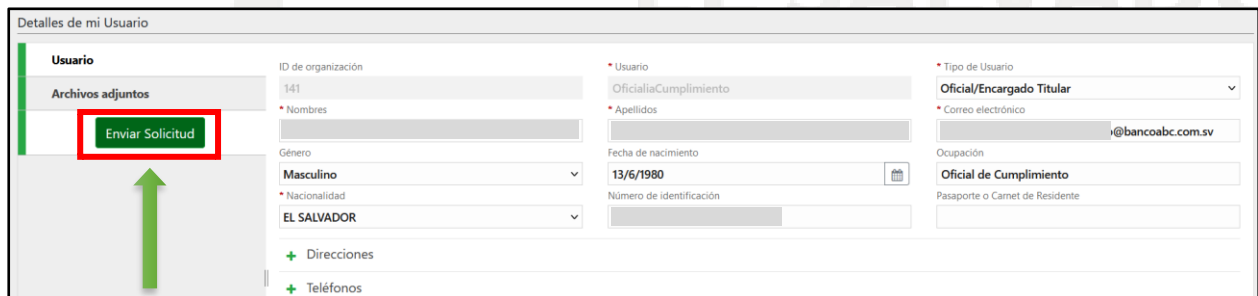 Detalles de mi Usuario
Usuario
Archivos adjuntos
Enviar Solicitud
ID de organización
* Usuario
* Tipo de Usuario
141
OficialiaCumplimiento
Oficial/Encargado Titular
* Nombres
* Apellidos
* Correo electrónico
@bancoabc.com.sv
Género
Fecha de nacimiento
Ocupación
Masculino
13/6/1980
Oficial de Cumplimiento
* Nacionalidad
Número de identificación
Pasaporte o Carnet de Residente
EL SALVADOR
+ Direcciones
+ Teléfonos